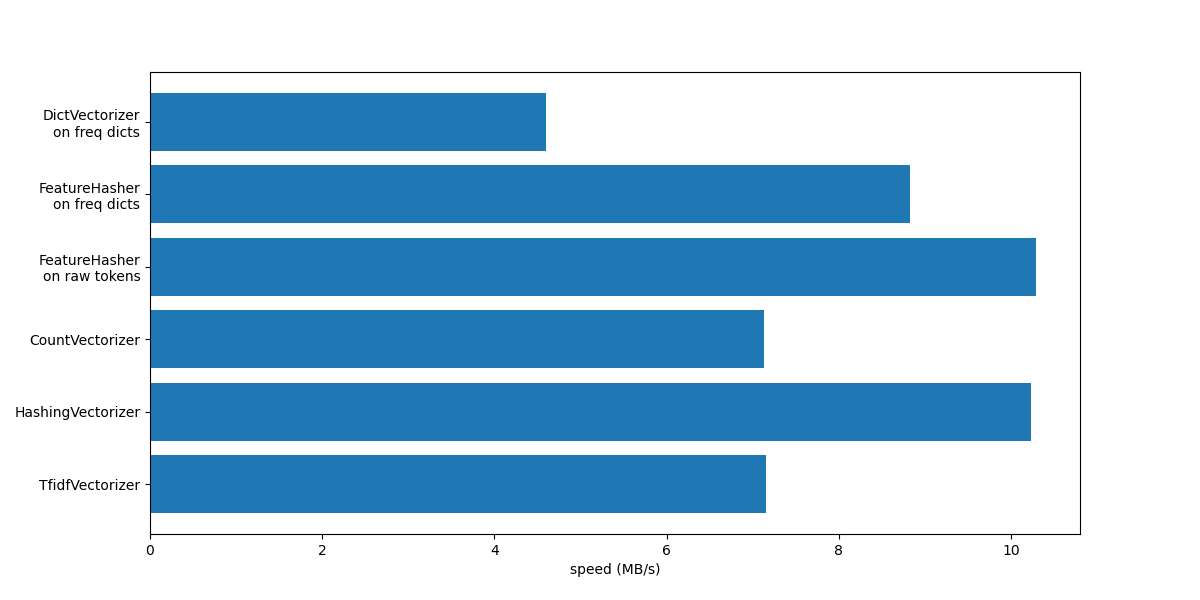 DictVectorizer
on freq dicts
FeatureHasher
on freq dicts
FeatureHasher
on raw tokens
CountVectorizer
HashingVectorizer
TfidfVectorizer
0 2 4 6 8 10
speed (MB/s)